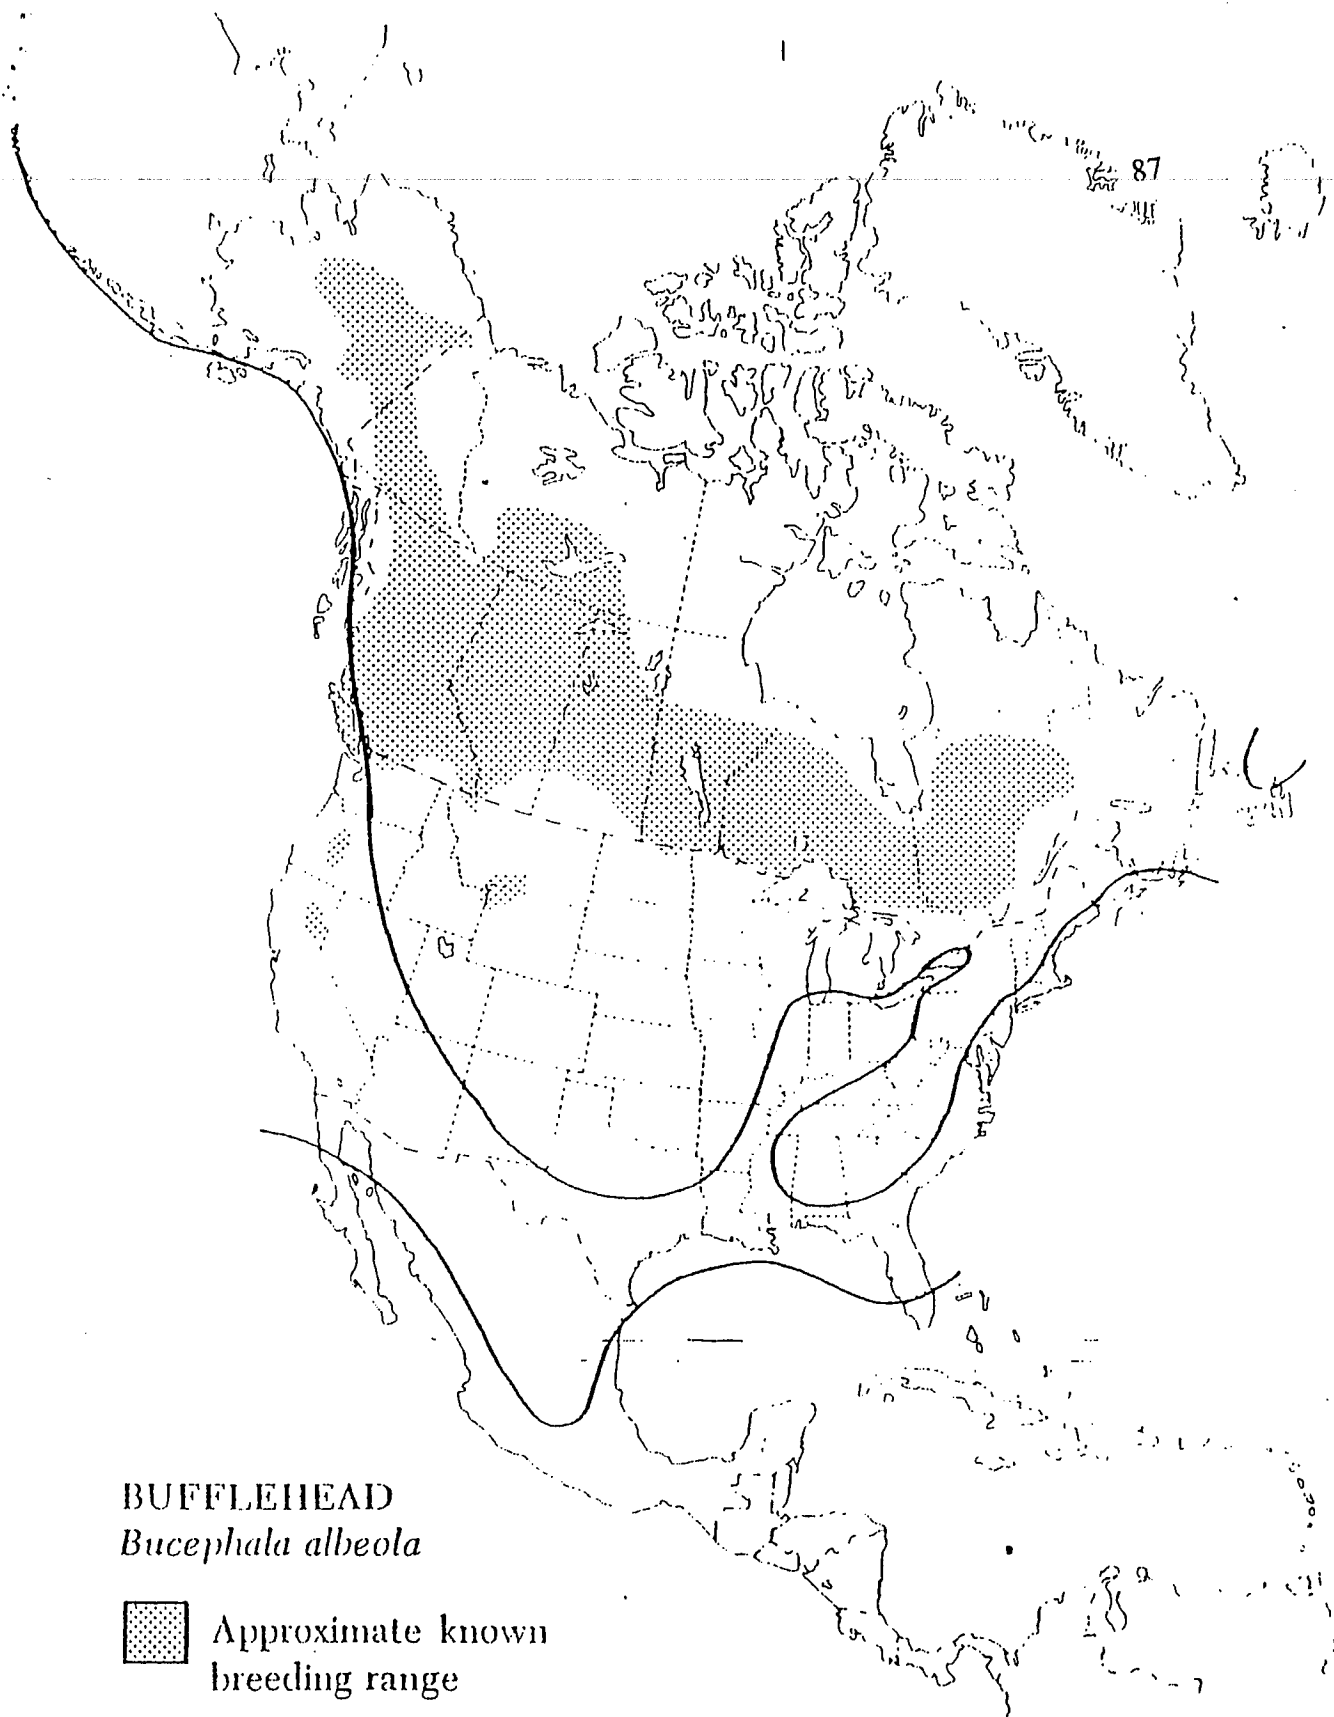 87
BUFFLEHEAD
Bucephala albeola
Approximate known
breeding range